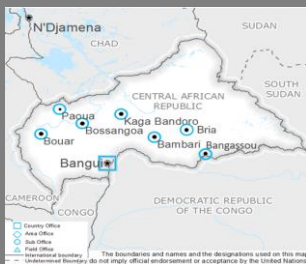 N'Djamena
SUDAN
CHAD
SOUTH
SUDAN
CENTRAL AFRICAN
REPUBLIC
Paoua
Kaga Bandoro
Bossangoa
Bria
Bouar
Bambari
Bangassou
Bangui
CAMEROON
CONGO
DEMOCRATIC REPUBLIC
OF THE CONGO
Country Office
Area Office
Sub Office
Field Office
International boundary
Undetermined Boundary
The boundaries and names and the designations used on this ma
do not imply official endorsement or acceptance by the United Nation